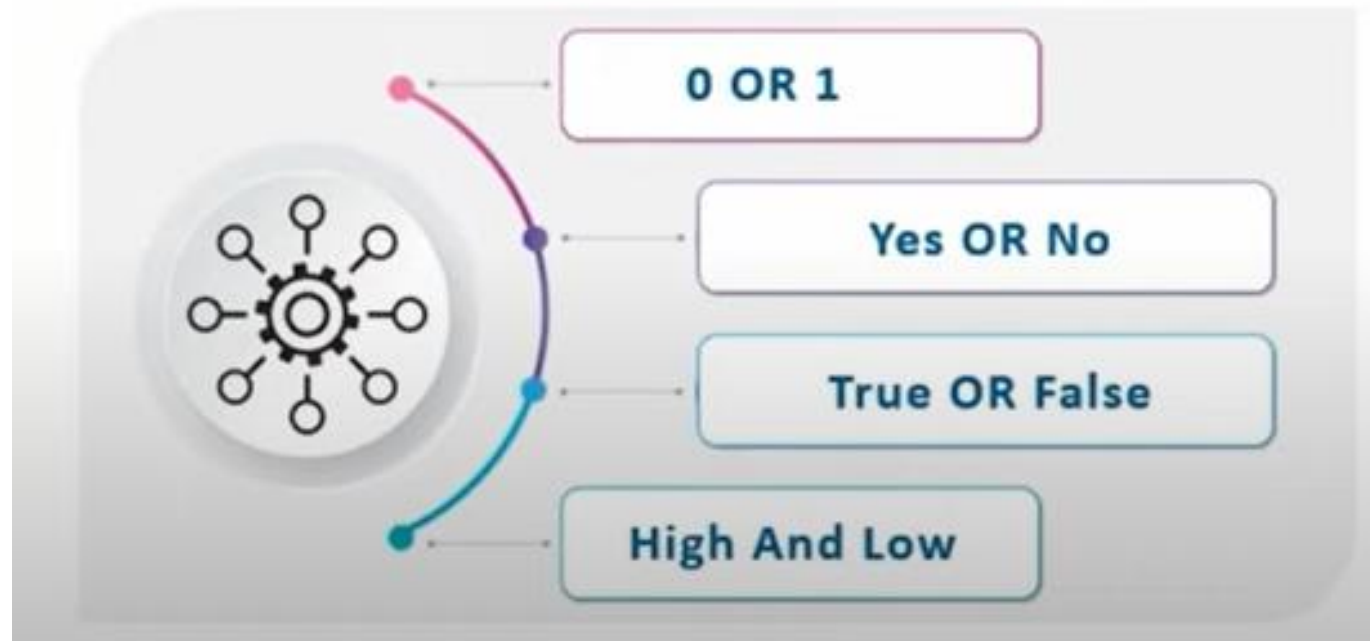 0 OR 1
Yes OR No
True OR False
High And Low